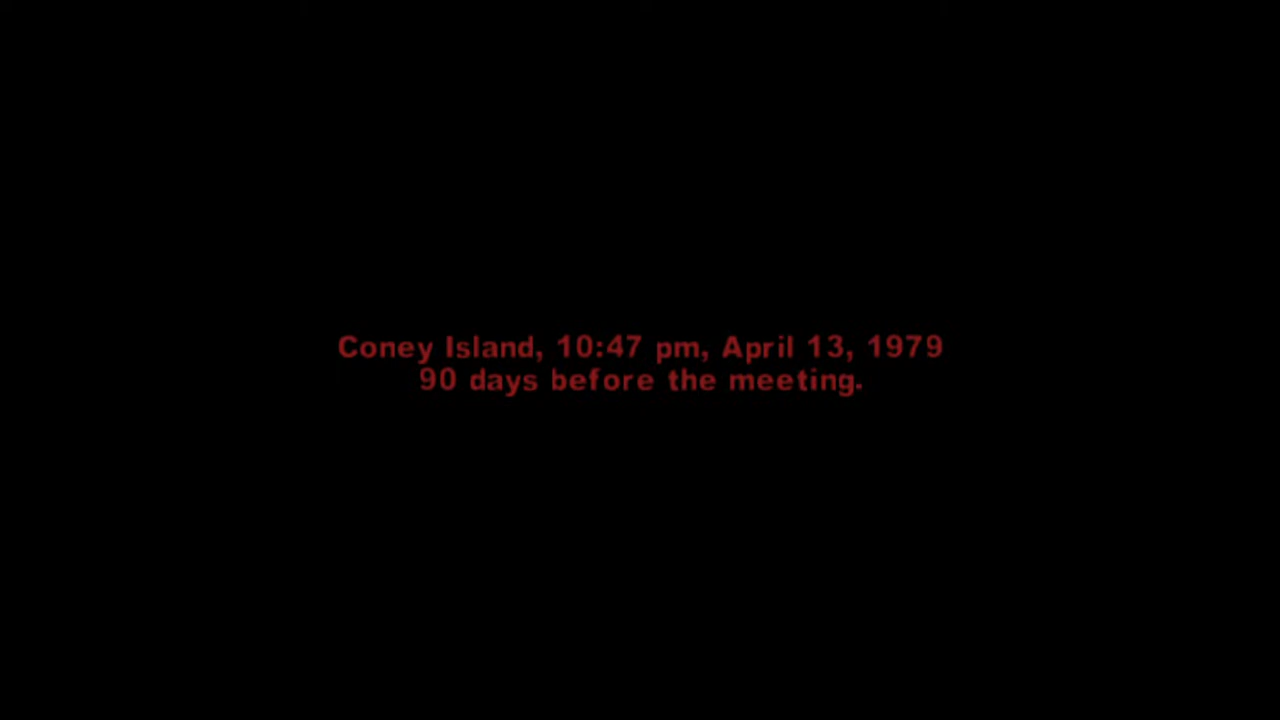 Coney Island, 10:47 pm, April 13, 1979
90 days before the meeting.